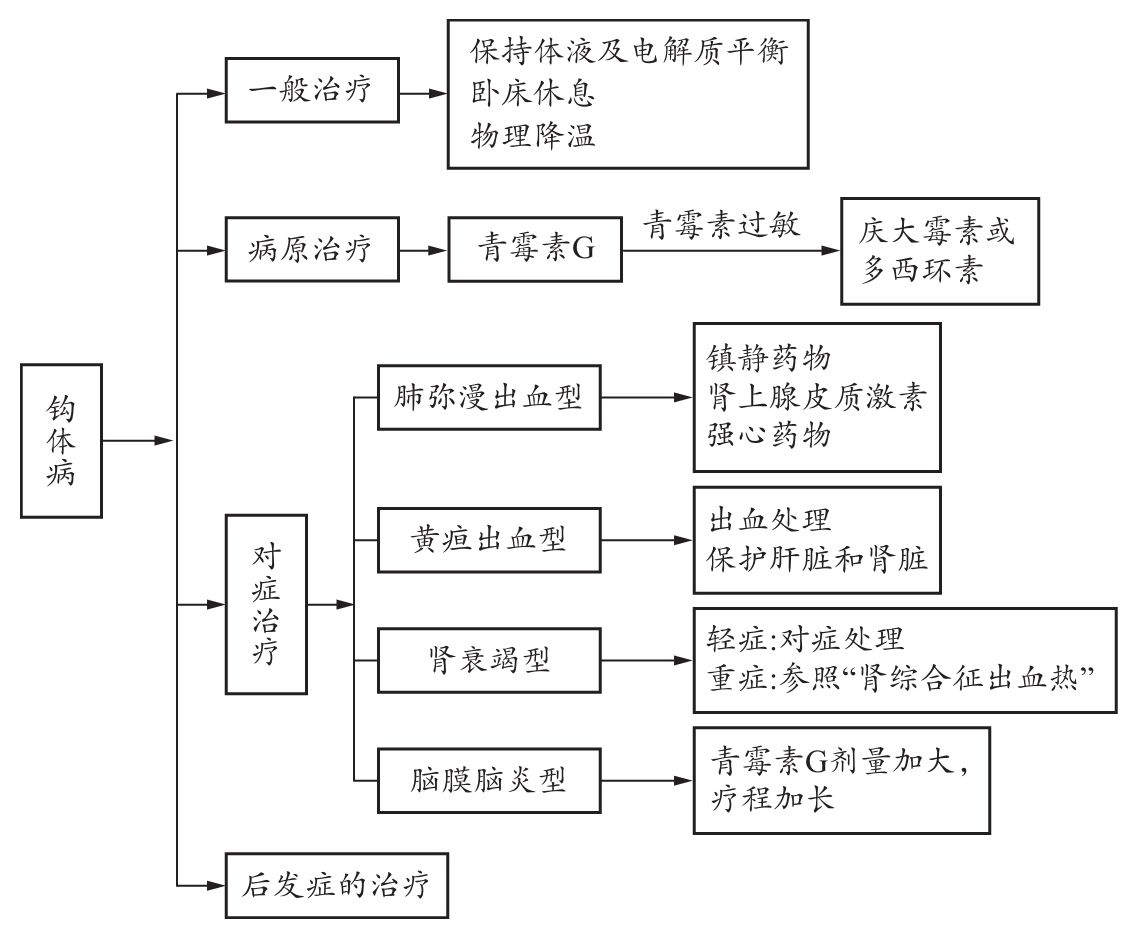 钩体病
一般治疗
保持体液及电解质平衡
卧床休息
物理降温
病原治疗
青霉素G
青霉素过敏
庆大霉素或
多西环素
对症治疗
肺弥漫出血型
镇静药物
肾上腺皮质激素
强心药物
黄疸出血型
出血处理
保护肝脏和肾脏
肾衰竭型
轻症:对症处理
重症:参照“肾综合征出血热”
脑膜脑炎型
青霉素G剂量加大，
疗程加长
后发症的治疗